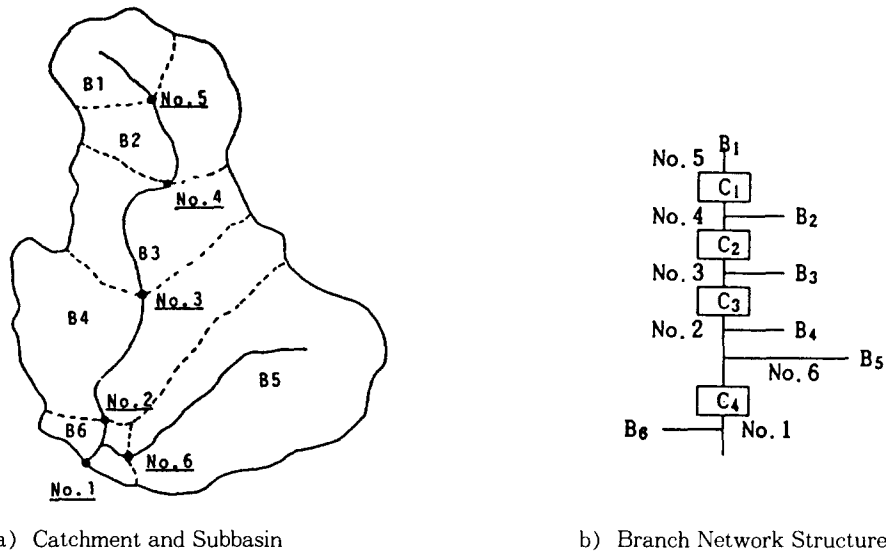 B1
No.5
B2
No.4
B3
No.3
B4
B5
No.2
B6
No.6
No.1
B1
No.5
C1
No.4
B2
C2
No.3
B3
C3
No.2
B4
B5
No.6
C4
B6
No.1
a) Catchment and Subbasin
b) Branch Network Structure